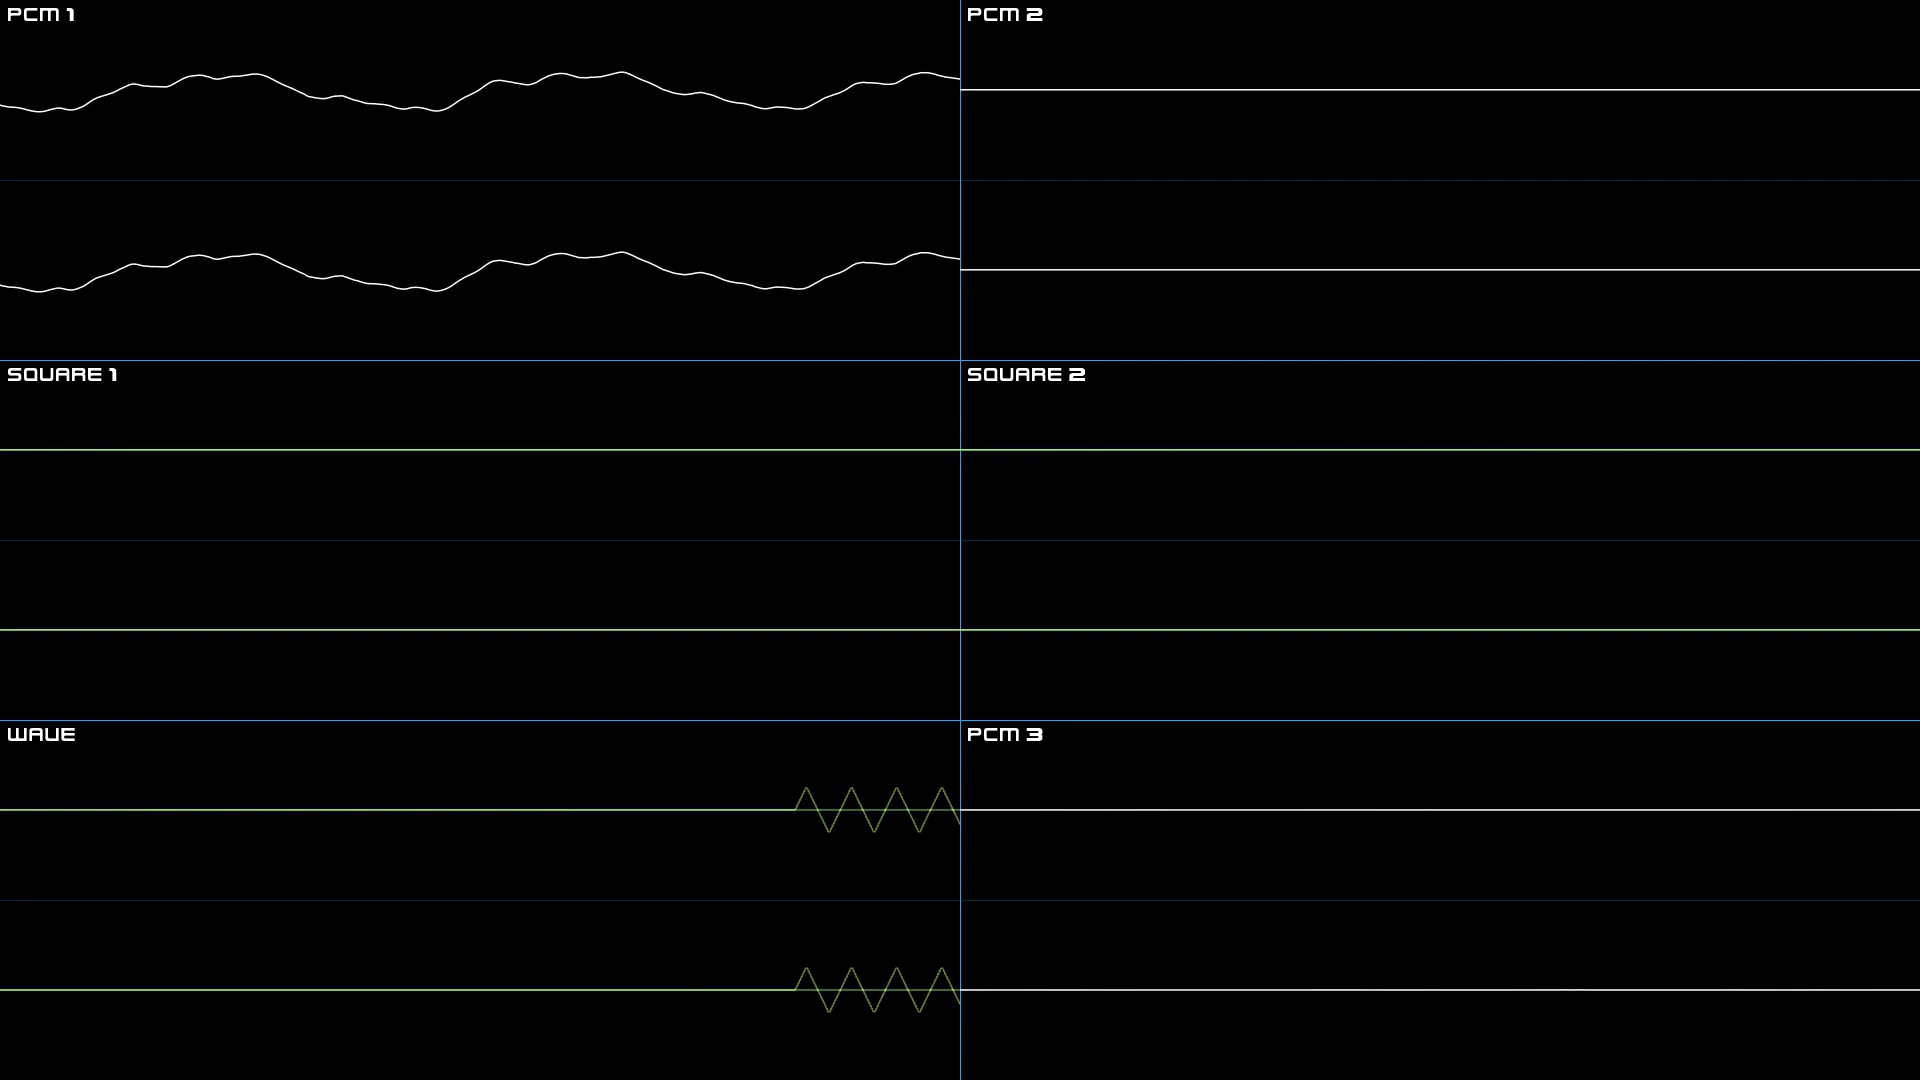 PCM 1
PCM 2
SQUARE 1
SQUARE 2
WAVE
PCM 3